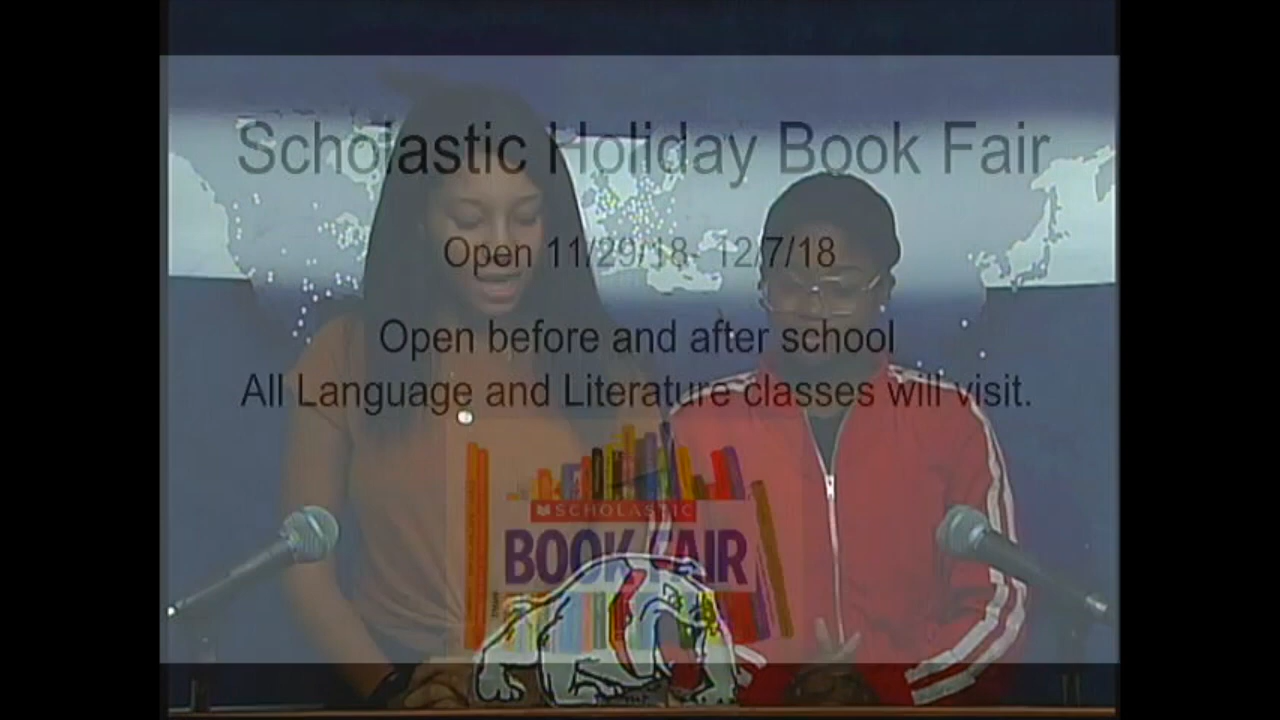 Scholastic Holiday Book Fair
Open 11/29/18- 12/7/18
Open before and after school
All Language and Literature classes will visit.
SCHOLASTIC
BOOK FAIR